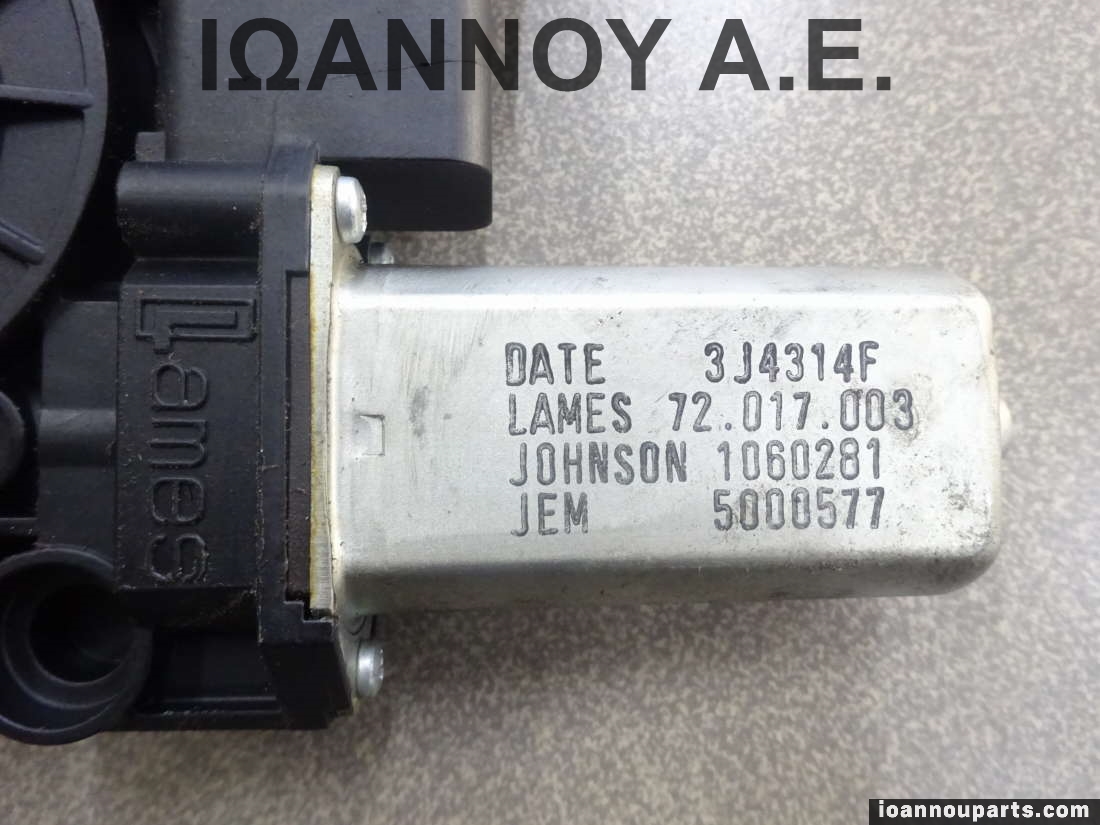 ΙΩΑΝΝΟΥ Α.Ε.
Lames
DATE 3J4314F
LAMES 72.017.003
JOHNSON 1060281
JEM 5000577
ioannouparts.com